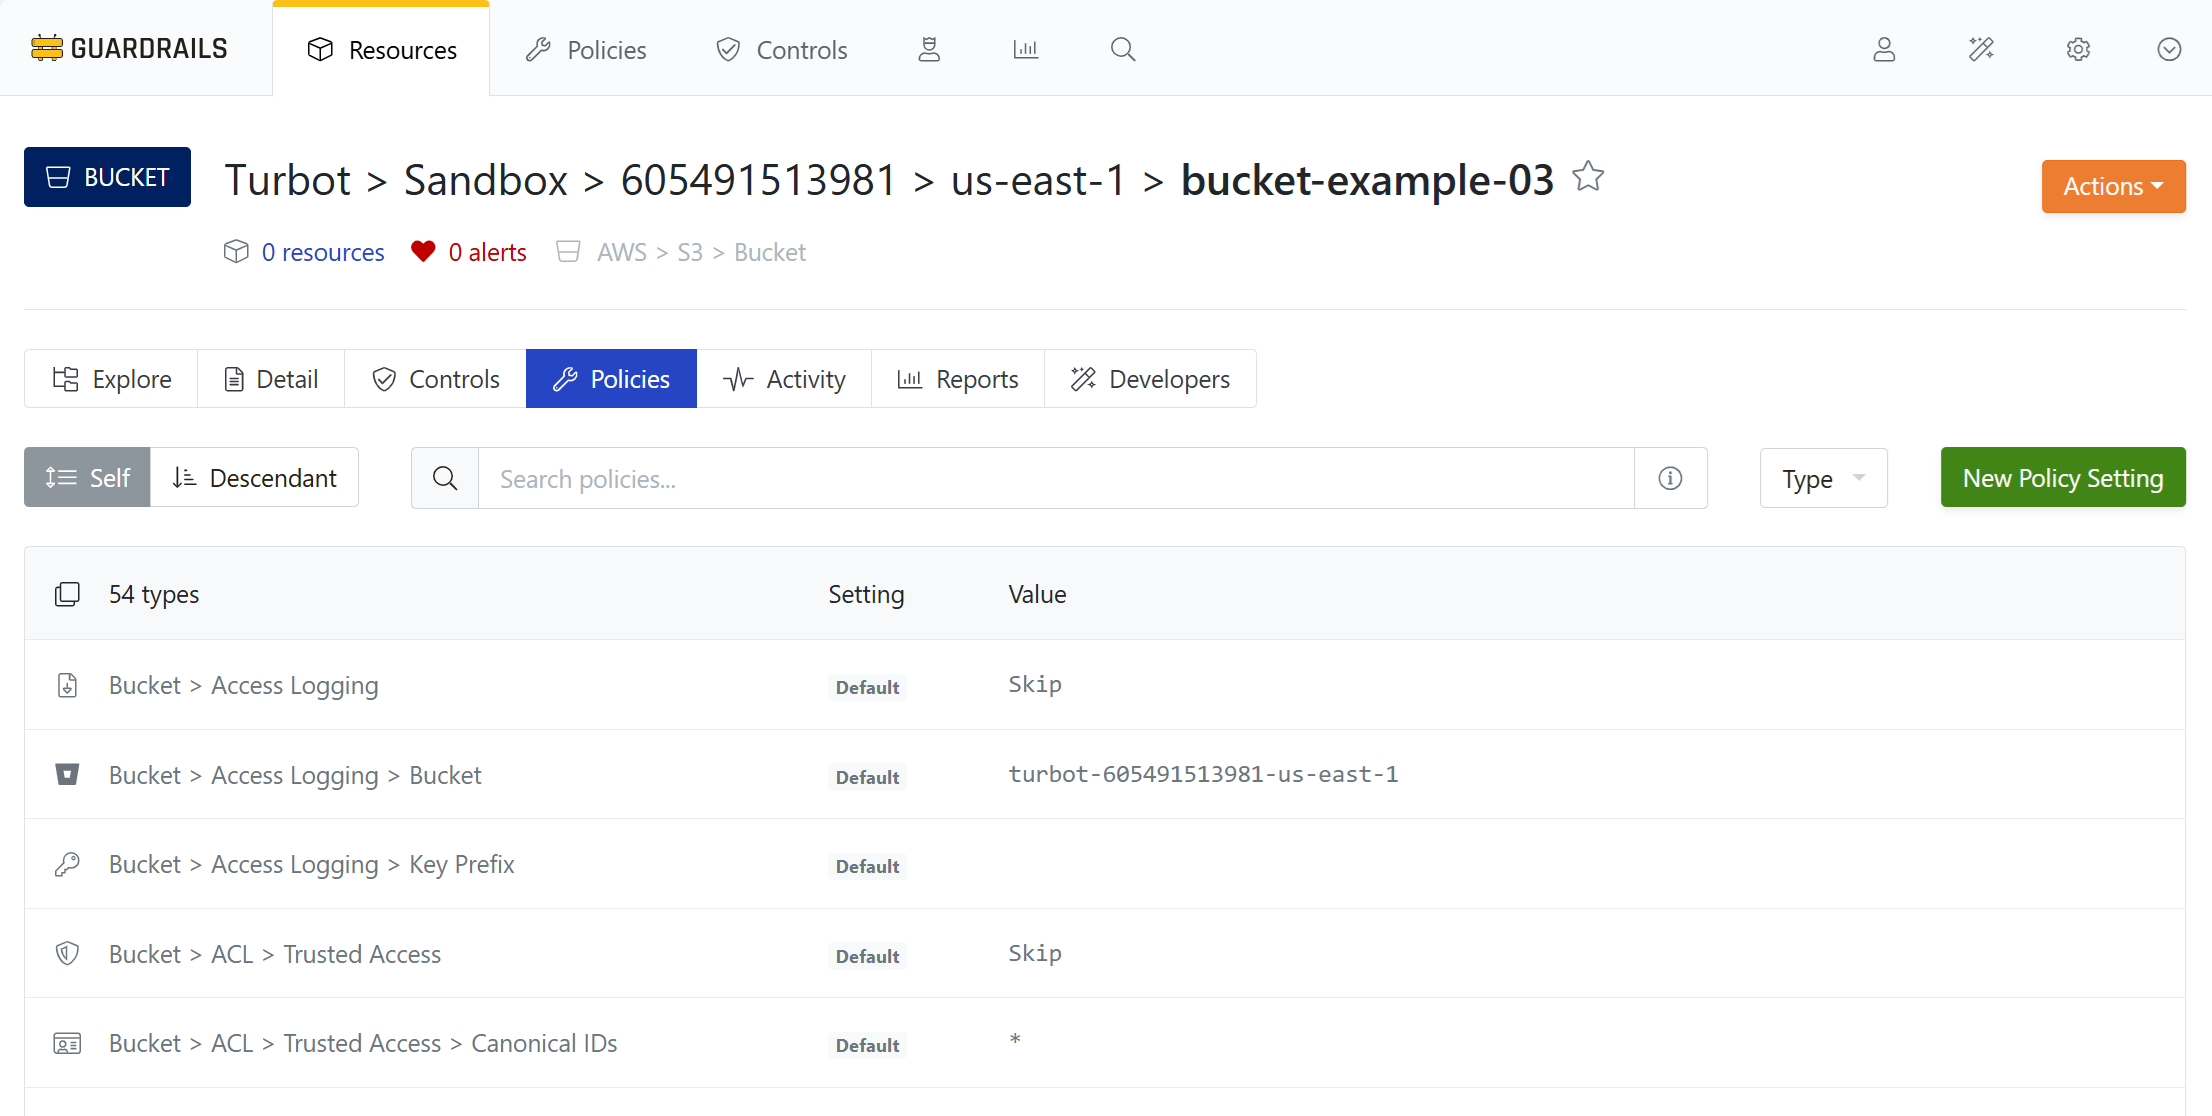 GUARDRAILS Resources Policies Controls
BUCKET Turbot > Sandbox > 605491513981 > us-east-1 > bucket-example-03 Actions
0 resources 0 alerts AWS > S3 > Bucket
Explore Detail Controls Policies Activity Reports Developers
Self Descendant Search policies... Type New Policy Setting
54 types Setting Value
Bucket > Access Logging Default Skip
Bucket > Access Logging > Bucket Default turbot-605491513981-us-east-1
Bucket > Access Logging > Key Prefix Default
Bucket > ACL > Trusted Access Default Skip
Bucket > ACL > Trusted Access > Canonical IDs Default *